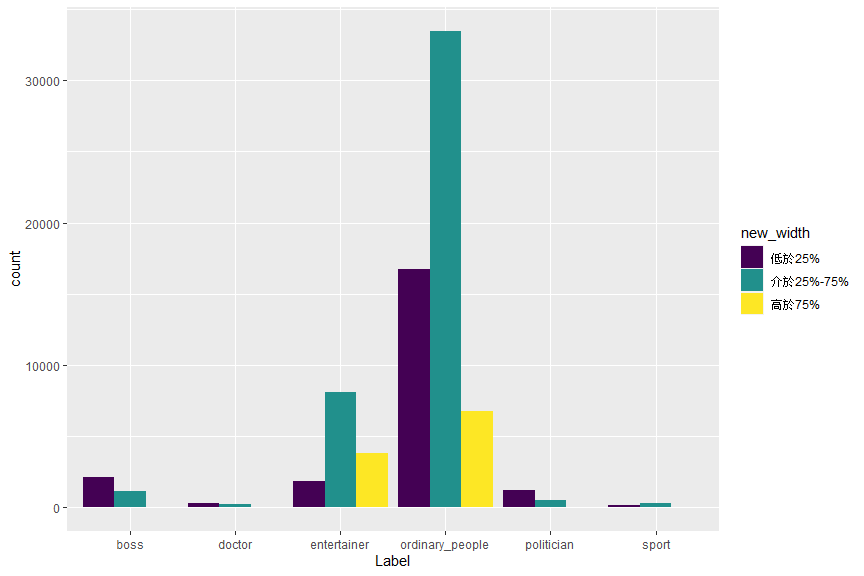 30000
20000
10000
0
count
boss doctor entertainer ordinary_people politician sport
Label
new_width
低於25%
介於25%-75%
高於75%